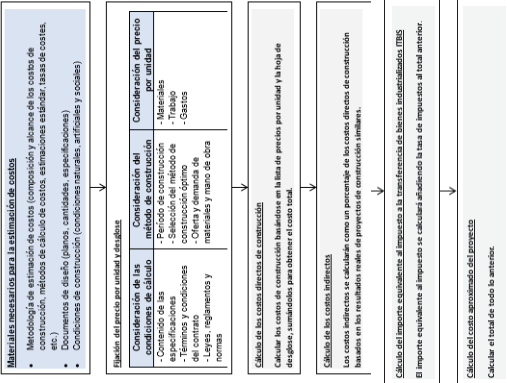 Materiales necesarios para la estimación de costos
• Metodología de estimación de costos (composición y alcance de los costos de
construcción, métodos de cálculo de costos, estimaciones estándar, tasas de costes,
etc.)
• Documentos de diseño (planos, cantidades, especificaciones)
• Condiciones de construcción (condiciones naturales, artificiales y sociales)
Fijación del precio por unidad y desglose
Consideración de las
condiciones de cálculo
- Contenido de las
especificaciones
- Términos y condiciones
del contrato
- Leyes, reglamentos y
normas
Consideración del
método de construcción
- Período de construcción
- Selección del método de
construcción óptimo
- Oferta y demanda de
materiales y mano de obra
Consideración del precio
por unidad
- Materiales
- Trabajo
- Gastos
Cálculo de los costos directos de construcción
Calcular los costos de construcción basándose en la lista de precios por unidad y la hoja de
desglose, sumándolos para obtener el costo total.
Cálculo de los costos indirectos
Los costos indirectos se calcularán como un porcentaje de los costos directos de construcción
basados en los resultados reales de proyectos de construcción similares.
Cálculo del importe equivalente al impuesto a la transferencia de bienes industrializados ITBIS
El importe equivalente al impuesto se calculará añadiendo la tasa de impuestos al total anterior.
Cálculo del costo aproximado del proyecto
Calcular el total de todo lo anterior.